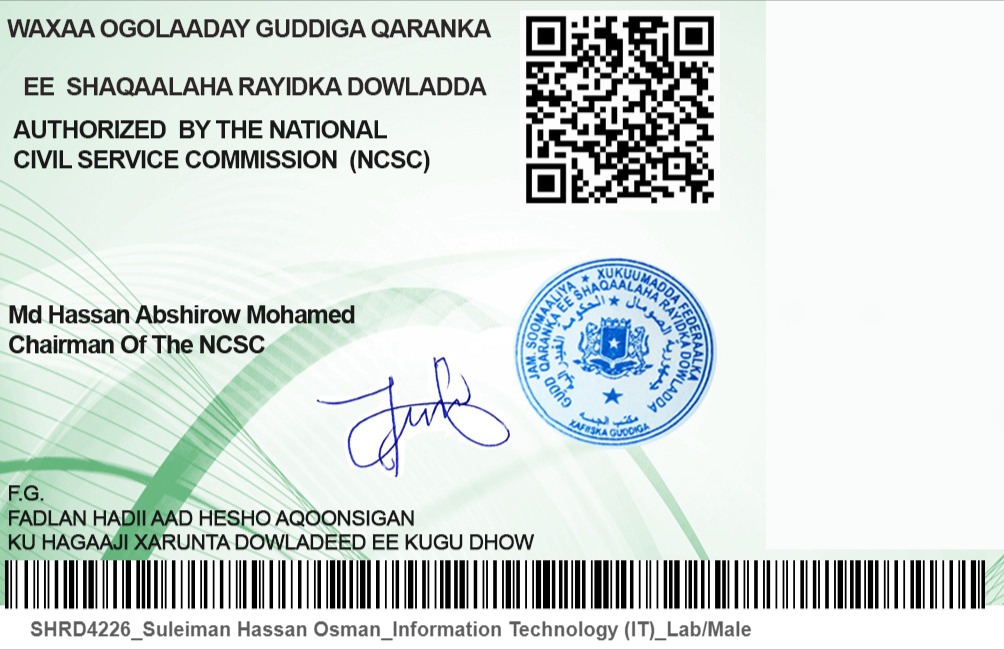 WAXAA OGOLAADAY GUDDIGA QARANKA
EE SHAQAALAHA RAYIDKA DOWLADDA
AUTHORIZED BY THE NATIONAL
CIVIL SERVICE COMMISSION (NCSC)
Md Hassan Abshirow Mohamed
Chairman Of The NCSC
JAM. SOOMAALIYA ★ XUKUUMADDA FEDERAALKA
GUDD QARANKA EE SHAQAALAHA RAYIDKA DOWLADDA
XAFIISKA GUDDIGA
F.G.
FADLAN HADII AAD HESHO AQOONSIGAN
KU HAGAAJI XARUNTA DOWLADEED EE KUGU DHOW
SHRD4226_Suleiman Hassan Osman_Information Technology (IT)_Lab/Male